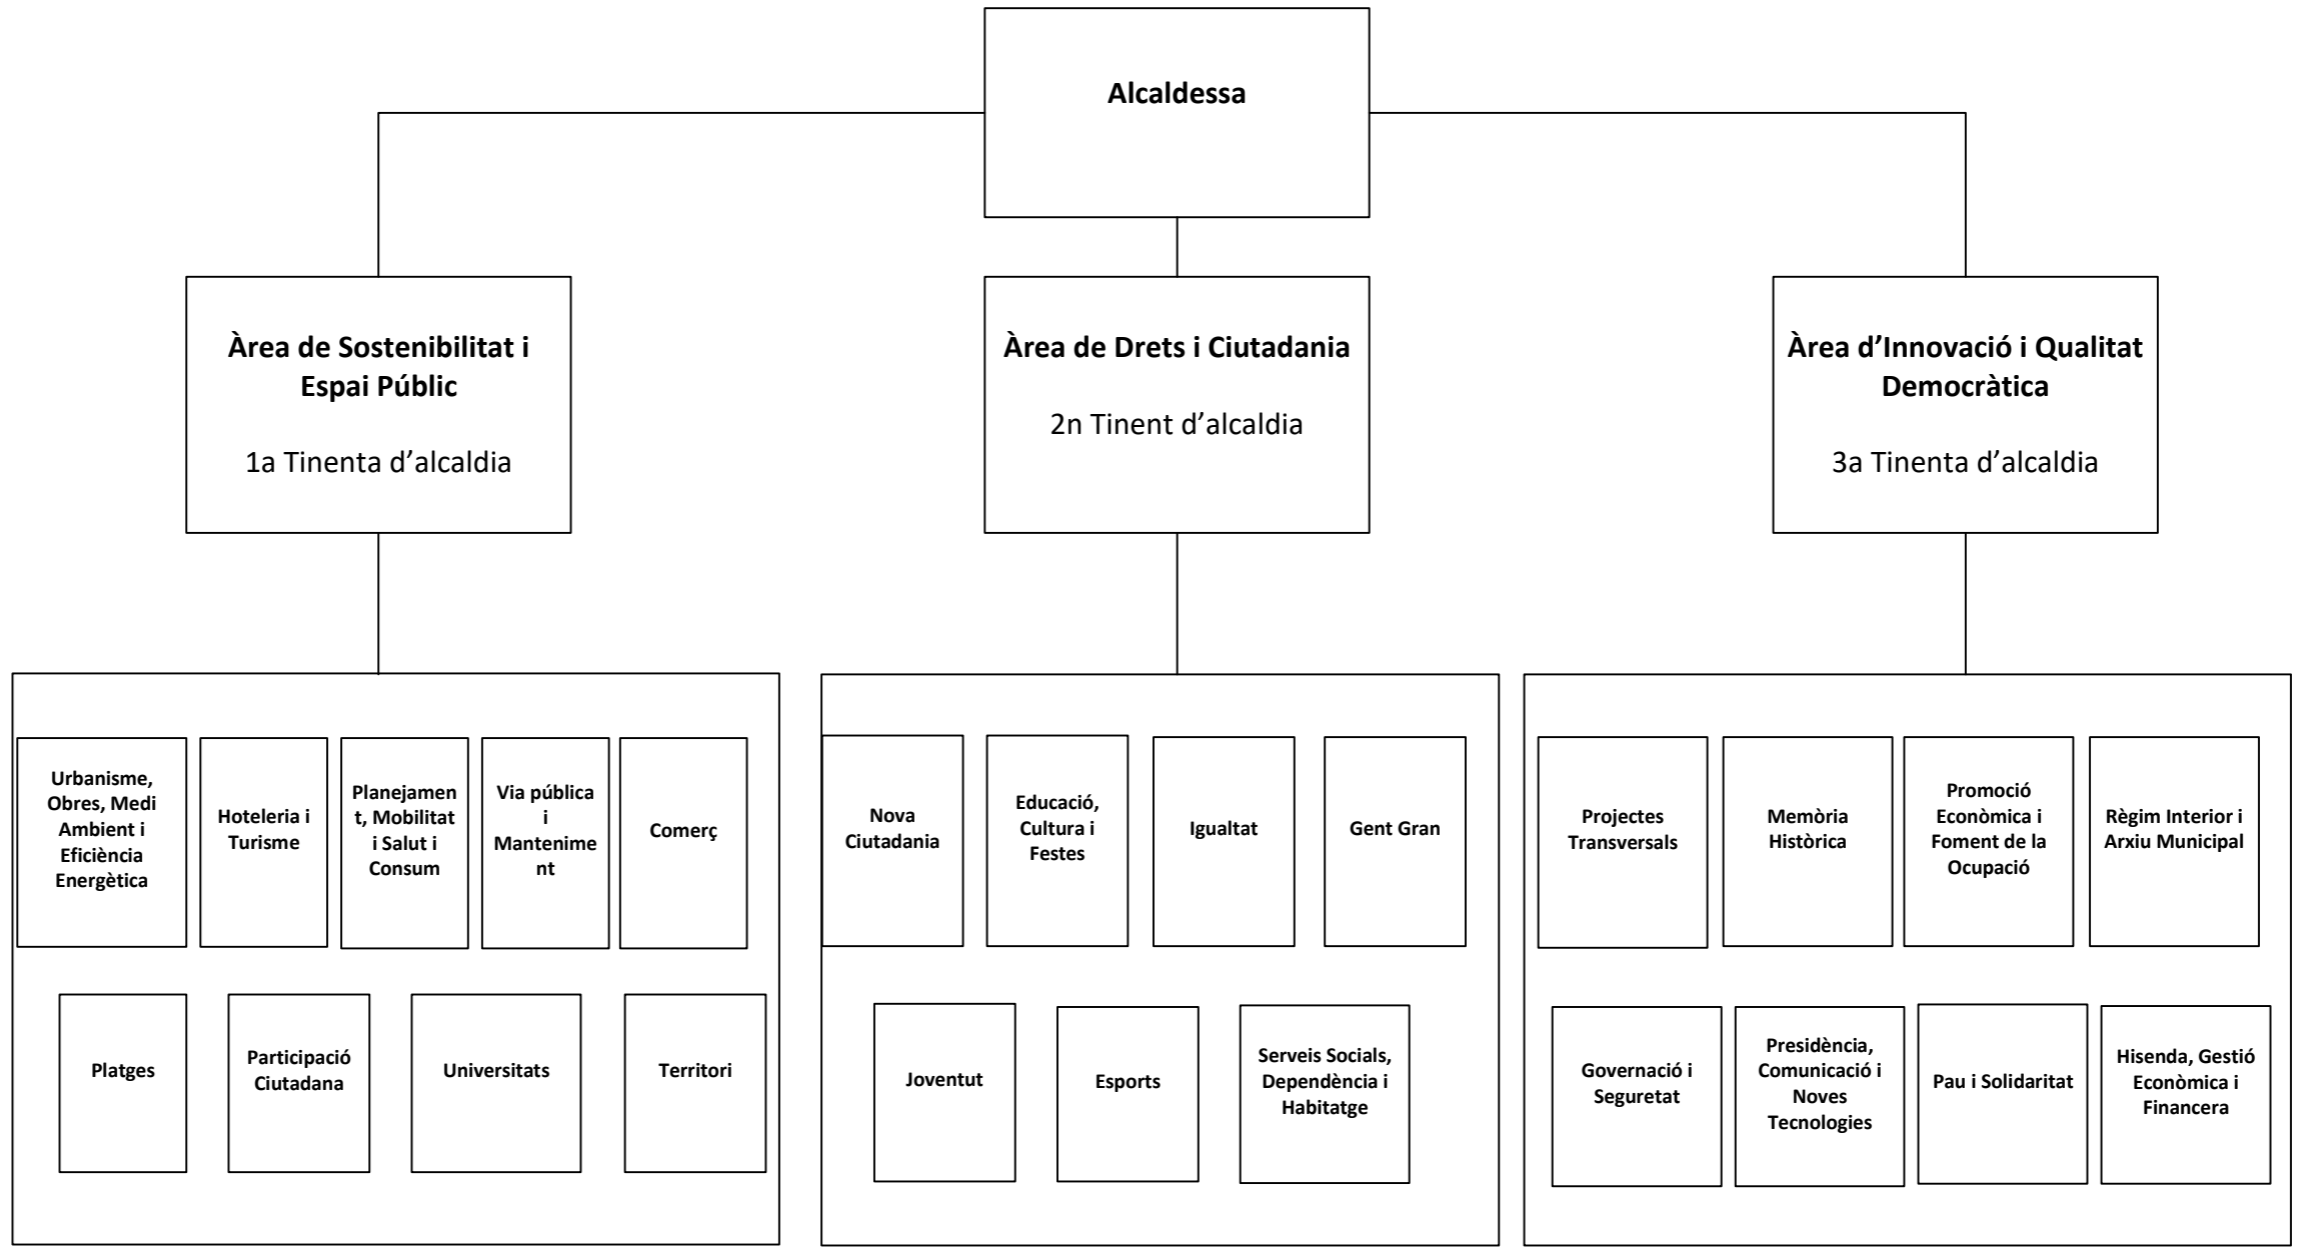 Alcaldessa
Àrea de Sostenibilitat i
Espai Públic
1a Tinenta d’alcaldia
Àrea de Drets i Ciutadania
2n Tinent d’alcaldia
Àrea d’Innovació i Qualitat
Democràtica
3a Tinenta d’alcaldia
Urbanisme,
Obres, Medi
Ambient i
Eficiència
Energètica
Hoteleria i
Turisme
Planejamen
t, Mobilitat
i Salut i
Consum
Via pública
i
Mantenime
nt
Comerç
Platges
Participació
Ciutadana
Universitats
Territori
Nova
Ciutadania
Educació,
Cultura i
Festes
Igualtat
Gent Gran
Joventut
Esports
Serveis Socials,
Dependència i
Habitatge
Projectes
Transversals
Memòria
Històrica
Promoció
Econòmica i
Foment de la
Ocupació
Règim Interior i
Arxiu Municipal
Governació i
Seguretat
Presidència,
Comunicació i
Noves
Tecnologies
Pau i Solidaritat
Hisenda, Gestió
Econòmica i
Financera